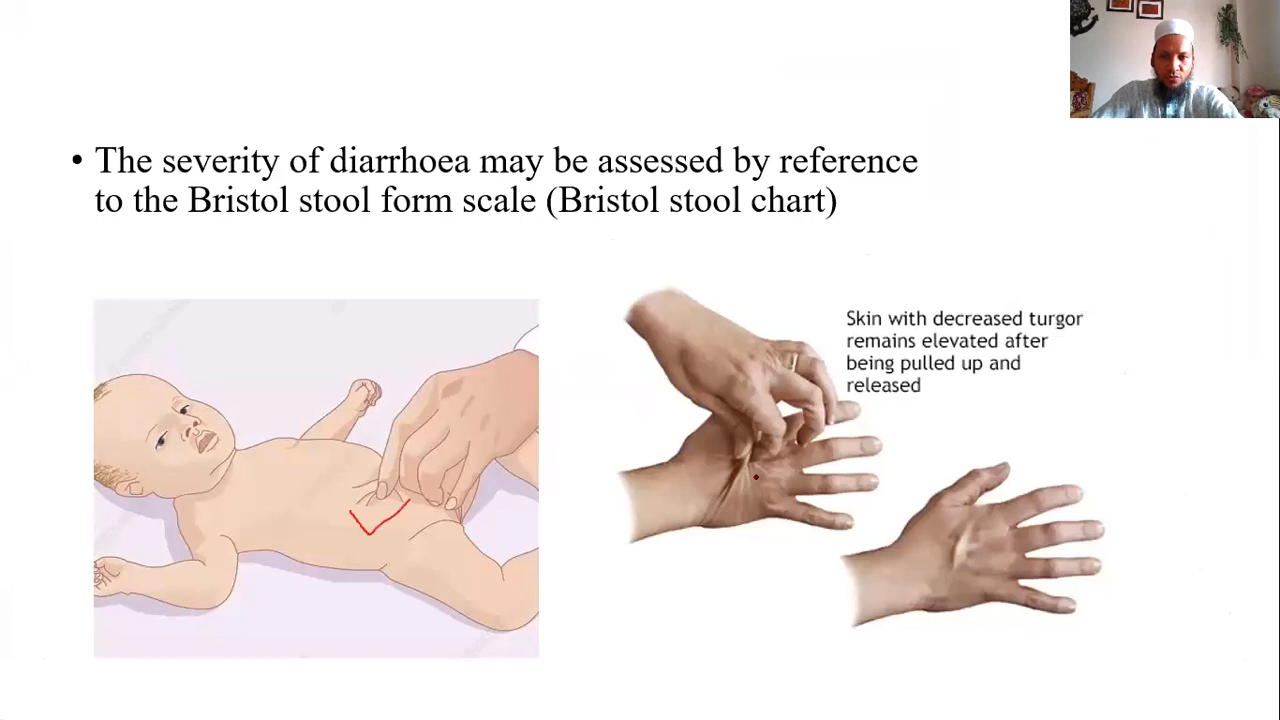 • The severity of diarrhoea may be assessed by reference
to the Bristol stool form scale (Bristol stool chart)
Skin with decreased turgor
remains elevated after
being pulled up and
released